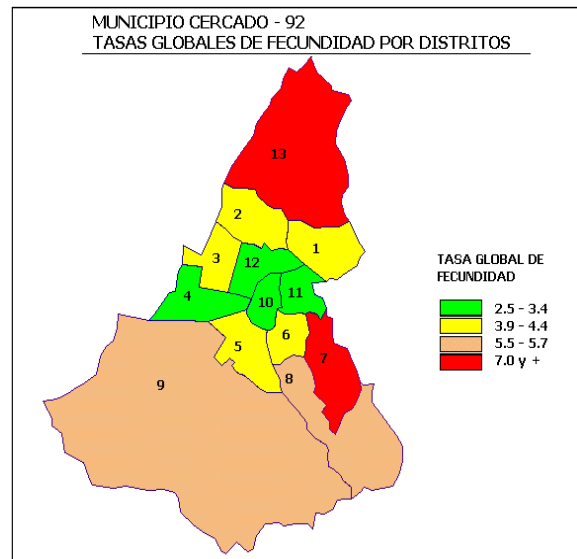 MUNICIPIO CERCADO - 92
TASAS GLOBALES DE FECUNDIDAD POR DISTRITOS
13
2
1
3
12
4
10
11
5
6
7
8
9
TASA GLOBAL DE
FECUNDIDAD
2.5 - 3.4
3.9 - 4.4
5.5 - 5.7
7.0 y +